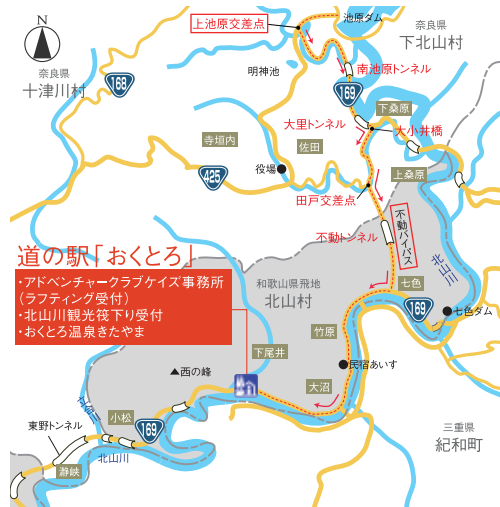 N
上池原交差点
池原ダム
奈良県
下北山村
奈良県
十津川村
168
明神池
南池原トンネル
169
下桑原
大里トンネル
大小井橋
寺垣内
佐田
役場
425
上桑原
田戸交差点
不動バイパス
不動トンネル
北山川
道の駅「おくとろ」
・アドベンチャークラブケイズ事務所
（ラフティング受付）
・北山川観光筏下り受付
・おくとろ温泉きたやま
和歌山県飛地
北山村
七色
169
七色ダム
竹原
下尾井
民宿あいす
西の峰
大沼
小松
169
東野トンネル
北山川
瀞峡
三重県
紀和町